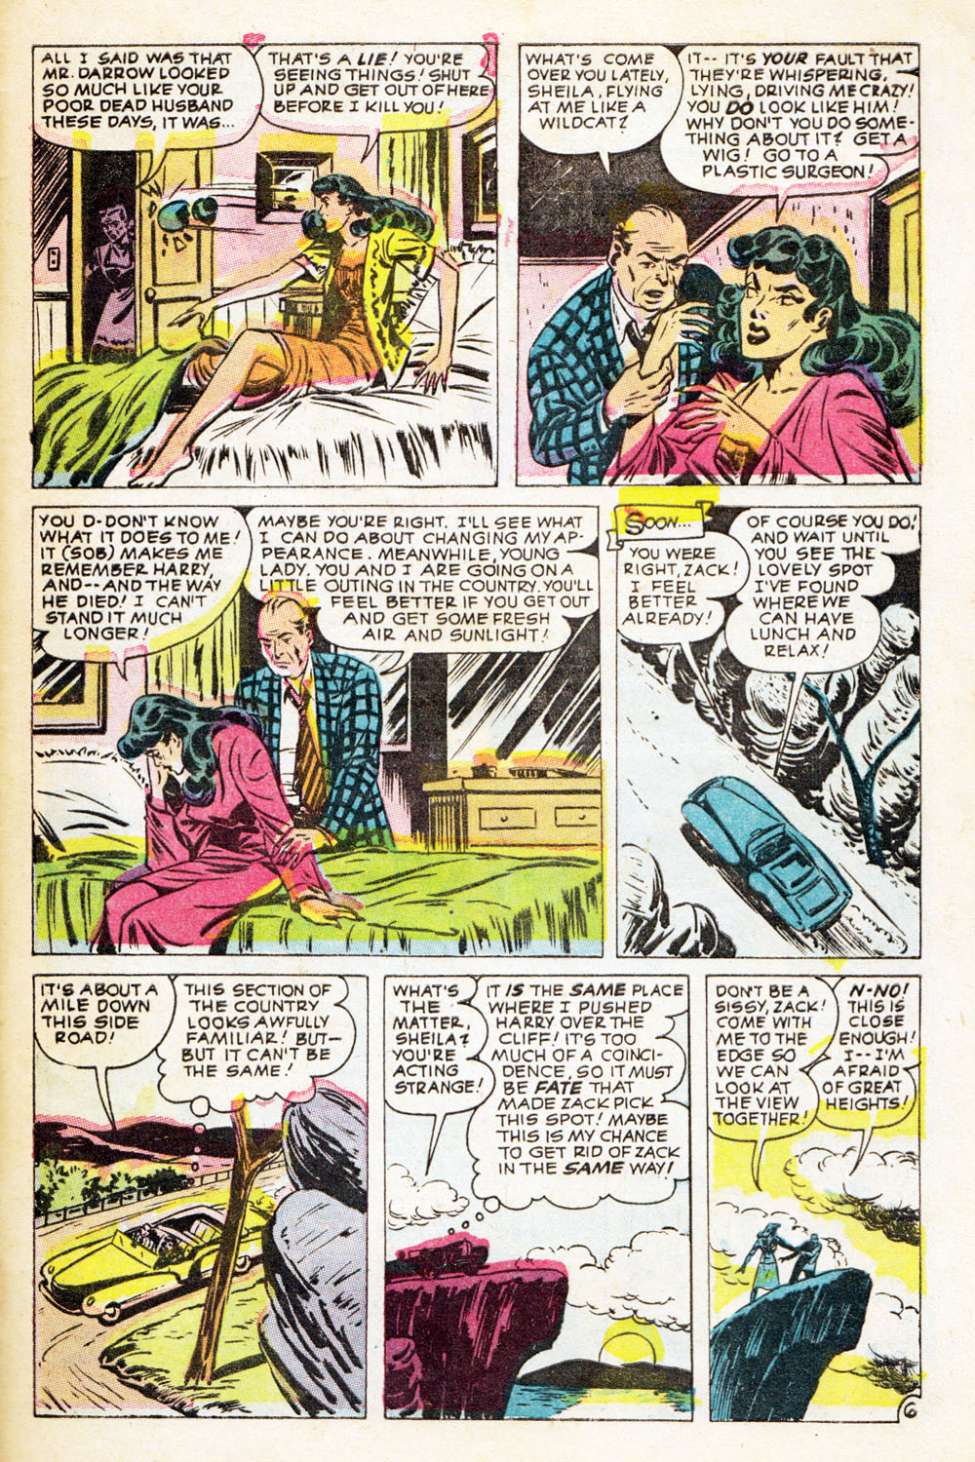 ALL I SAID WAS THAT
MR. DARROW LOOKED
SO MUCH LIKE YOUR
POOR DEAD HUSBAND
THESE DAYS, IT WAS...
THAT'S A LIE! YOU'RE
SEEING THINGS! SHUT
UP AND GET OUT OF HERE
BEFORE I KILL YOU!
WHAT'S COME
OVER YOU LATELY,
SHEILA, FLYING
AT ME LIKE A
WILDCAT?
IT-- IT'S YOUR FAULT THAT
THEY'RE WHISPERING,
LYING, DRIVING ME CRAZY!
YOU DO LOOK LIKE HIM!
WHY DON'T YOU DO SOME-
THING ABOUT IT? GET A
WIG! GO TO A
PLASTIC SURGEON!
YOU D-DON'T KNOW
WHAT IT DOES TO ME!
IT (SOB) MAKES ME
REMEMBER HARRY,
AND--AND THE WAY
HE DIED! I CAN'T
STAND IT MUCH
LONGER!
MAYBE YOU'RE RIGHT. I'LL SEE WHAT
I CAN DO ABOUT CHANGING MY AP-
PEARANCE. MEANWHILE, YOUNG
LADY, YOU AND I ARE GOING ON A
LITTLE OUTING IN THE COUNTRY. YOU'LL
FEEL BETTER IF YOU GET OUT
AND GET SOME FRESH
AIR AND SUNLIGHT!
SOON...
YOU WERE
RIGHT, ZACK!
I FEEL
BETTER
ALREADY!
OF COURSE YOU DO!
AND WAIT UNTIL
YOU SEE THE
LOVELY SPOT
I'VE FOUND
WHERE WE
CAN HAVE
LUNCH AND
RELAX!
IT'S ABOUT A
MILE DOWN
THIS SIDE
ROAD!
THIS SECTION OF
THE COUNTRY
LOOKS AWFULLY
FAMILIAR! BUT--
BUT IT CAN'T BE
THE SAME!
WHAT'S
THE
MATTER,
SHEILA?
YOU'RE
ACTING
STRANGE!
IT IS THE SAME PLACE
WHERE I PUSHED
HARRY OVER THE
CLIFF! IT'S TOO
MUCH OF A COINCI-
DENCE, SO IT MUST
BE FATE THAT
MADE ZACK PICK
THIS SPOT! MAYBE
THIS IS MY CHANCE
TO GET RID OF ZACK
IN THE SAME WAY!
DON'T BE A
SISSY, ZACK!
COME WITH
ME TO THE
EDGE SO
WE CAN
LOOK AT
THE VIEW
TOGETHER!
N-NO!
THIS IS
CLOSE
ENOUGH!
I--I'M
AFRAID
OF GREAT
HEIGHTS!
6